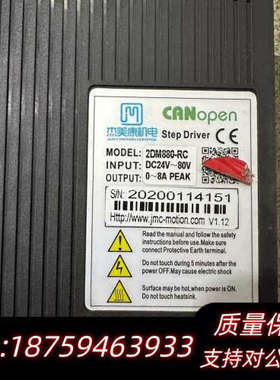 杰美康机电
CANopen
Step Driver CE
MODEL: 2DM880-RC
INPUT: DC24V~80V
OUTPUT: 0~8A PEAK
S/N: 20200114151
Http://www.jmc-motion.com V1.12
Read the manual and follow the safety
instructions before use. Make sure
connect Protective Earth terminal.
Do not touch during 5 minutes after the
power OFF.May cause electric shock
Surface may be hot,when power is ON.
Do not touch heatsink.
质量保
:18759463933
支持对公